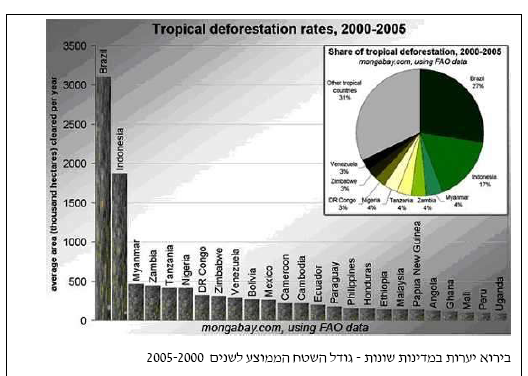 Tropical deforestation rates, 2000-2005
average area (thousand hectares) cleared per year
3500
3000
2500
2000
1500
1000
500
0
Brazil
Indonesia
Myanmar
Zambia
Tanzania
Nigeria
DR Congo
Zimbabwe
Venezuela
Bolivia
Mexico
Cameroon
Cambodia
Ecuador
Paraguay
Philippines
Honduras
Ethiopia
Malaysia
Papua New Guinea
Angola
Ghana
Mali
Peru
Uganda
mongabay.com, using FAO data
Share of tropical deforestation, 2000-2005
mongabay.com, using FAO data
Other tropical
countries
31%
Brazil
27%
Indonesia
17%
Myanmar
4%
Zambia
4%
Tanzania
4%
Nigeria
4%
DR Congo
3%
Zimbabwe
3%
Venezuela
3%
בירוא יערות במדינות שונות - גודל השטח הממוצע לשנים 2005-2000